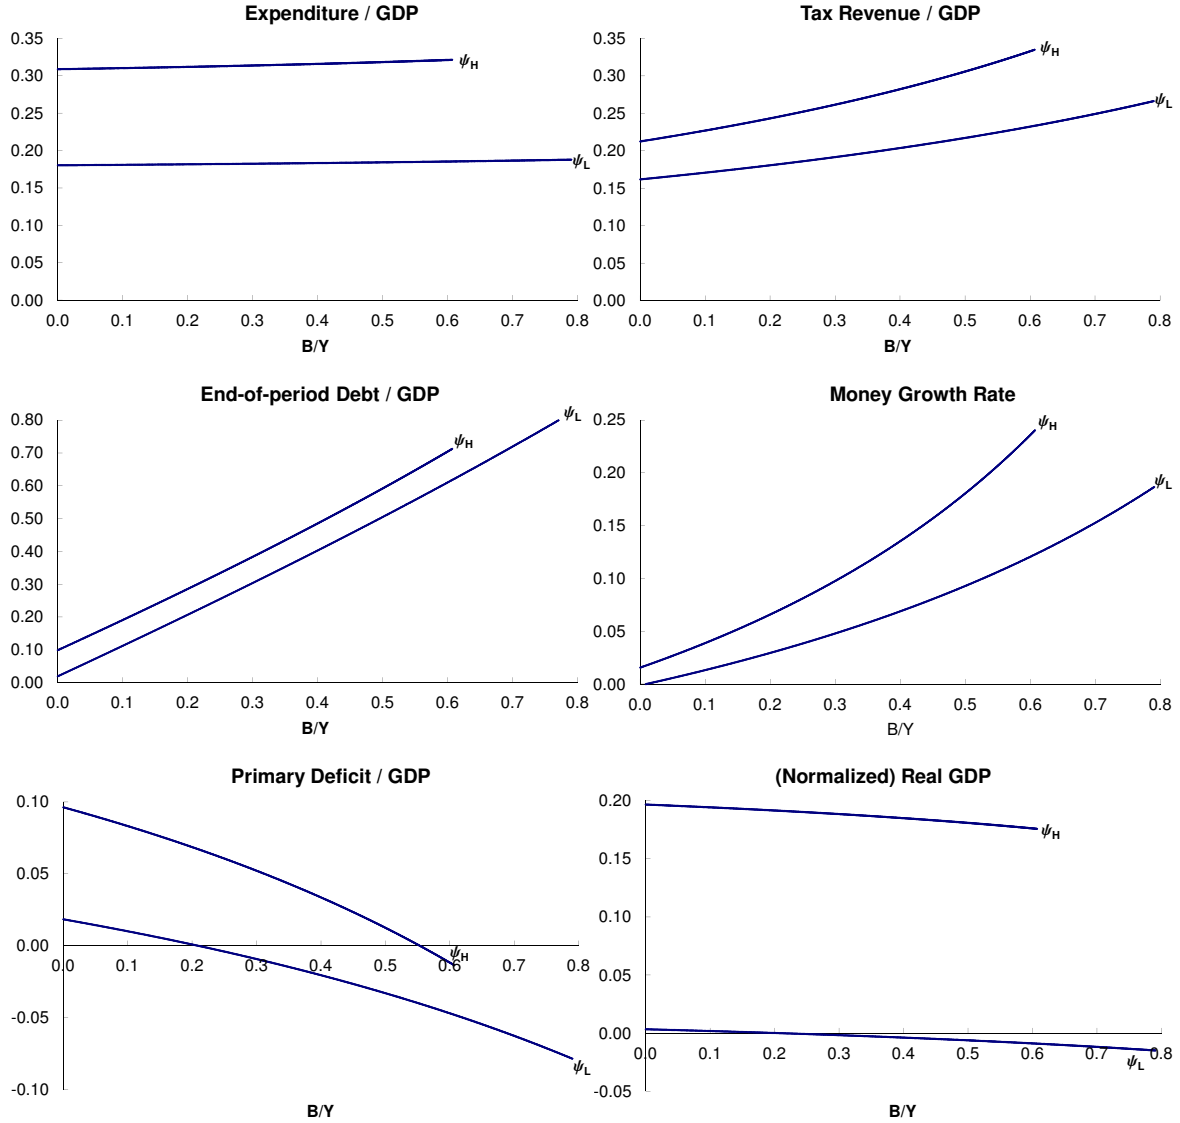 Expenditure / GDP
0.35
0.30
0.25
0.20
0.15
0.10
0.05
0.00
ψH
ψL
0.0 0.1 0.2 0.3 0.4 0.5 0.6 0.7 0.8
B/Y
Tax Revenue / GDP
0.35
0.30
0.25
0.20
0.15
0.10
0.05
0.00
ψH
ψL
0.0 0.1 0.2 0.3 0.4 0.5 0.6 0.7 0.8
B/Y
End-of-period Debt / GDP
0.80
0.70
0.60
0.50
0.40
0.30
0.20
0.10
0.00
ψL
ψH
0.0 0.1 0.2 0.3 0.4 0.5 0.6 0.7 0.8
B/Y
Money Growth Rate
0.25
0.20
0.15
0.10
0.05
0.00
ψH
ψL
0.0 0.1 0.2 0.3 0.4 0.5 0.6 0.7 0.8
B/Y
Primary Deficit / GDP
0.10
0.05
0.00
-0.05
-0.10
ψH
0.0 0.1 0.2 0.3 0.4 0.5 0.6 0.7 0.8
ψL
B/Y
(Normalized) Real GDP
0.20
0.15
0.10
0.05
0.00
-0.05
ψH
0.0 0.1 0.2 0.3 0.4 0.5 0.6 0.7 0.8
ψL
B/Y